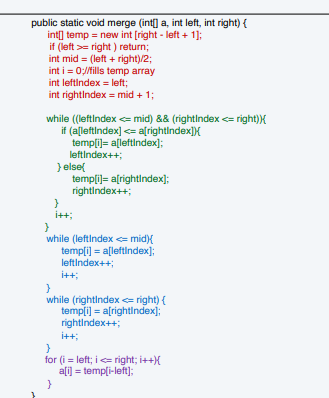 public static void merge (int[] a, int left, int right) {
int[] temp = new int [right - left + 1];
if (left >= right ) return;
int mid = (left + right)/2;
int i = 0;//fills temp array
int leftIndex = left;
int rightIndex = mid + 1;
while ((leftIndex <= mid) && (rightIndex <= right)){
if (a[leftIndex] <= a[rightIndex]){
temp[i]= a[leftIndex];
leftIndex++;
} else{
temp[i]= a[rightIndex];
rightIndex++;
}
i++;
}
while (leftIndex <= mid){
temp[i] = a[leftIndex];
leftIndex++;
i++;
}
while (rightIndex <= right) {
temp[i] = a[rightIndex];
rightIndex++;
i++;
}
for (i = left; i <= right; i++){
a[i] = temp[i-left];
}
}